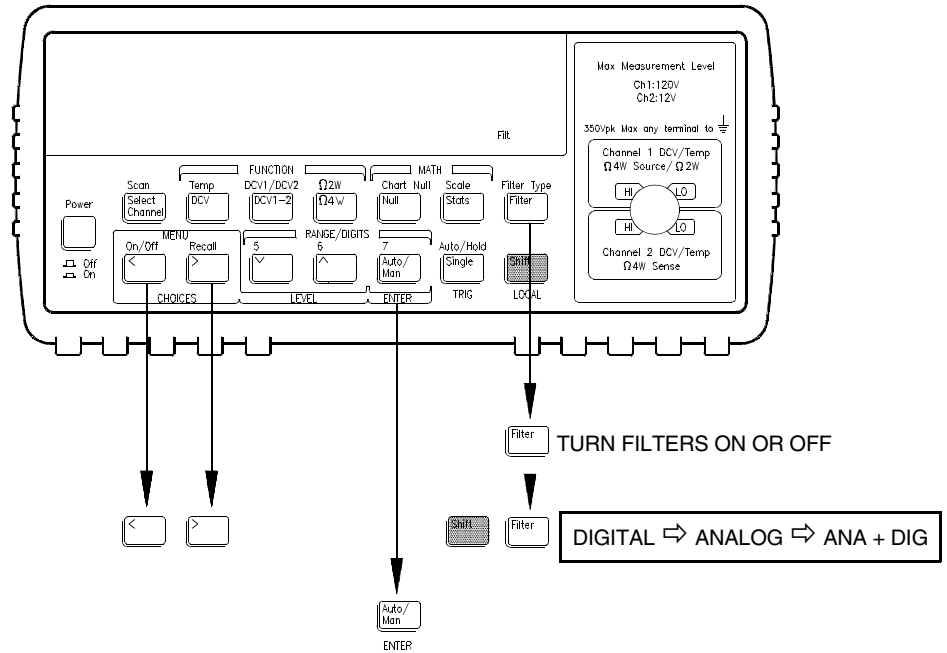 Max Measurement Level
Ch1:120V
Ch2:12V
350Vpk Max any terminal to
Filt
Channel 1 DCV/Temp
Ω4W Source/Ω2W
HI
LO
HI
LO
Channel 2 DCV/Temp
Ω4W Sense
FUNCTION
MATH
Scan
Temp
DCV1/DCV2
Ω2W
Chart Null
Scale
Filter Type
Select
Channel
DCV
DCV1-2
Ω4W
Null
Stats
Filter
Power
Off
On
MENU
RANGE/DIGITS
On/Off
Recall
5
6
7
Auto/Hold
<
>
Auto/
Man
Single
Shift
CHOICES
LEVEL
ENTER
TRIG
LOCAL
Filter
TURN FILTERS ON OR OFF
<
>
Shift
Filter
DIGITAL ⇨ ANALOG ⇨ ANA + DIG
Auto/
Man
ENTER